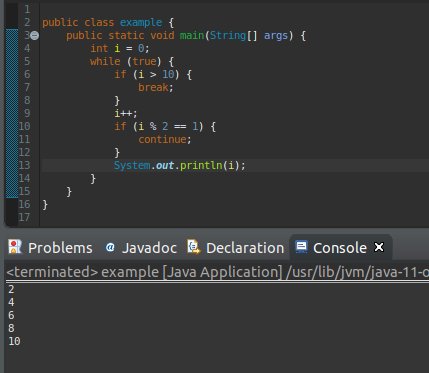 1
2 public class example {
3 public static void main(String[] args) {
4 int i = 0;
5 while (true) {
6 if (i > 10) {
7 break;
8 }
9 i++;
10 if (i % 2 == 1) {
11 continue;
12 }
13 System.out.println(i);
14 }
15 }
16 }
17
Problems @ Javadoc Declaration Console
<terminated> example [Java Application] /usr/lib/jvm/java-11-o
2
4
6
8
10